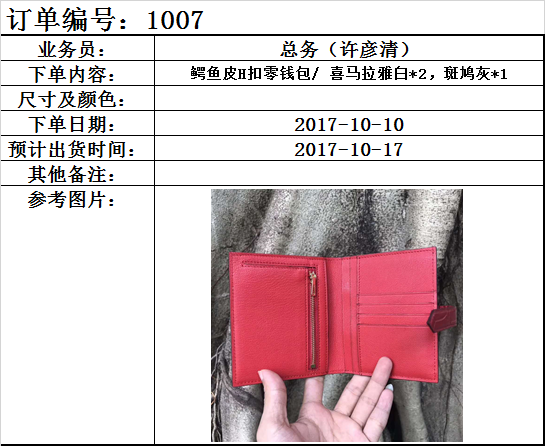 订单编号：1007
业务员： 总务（许彦清）
下单内容： 鳄鱼皮H扣零钱包/ 喜马拉雅白*2，斑鸠灰*1
尺寸及颜色：
下单日期： 2017-10-10
预计出货时间： 2017-10-17
其他备注：
参考图片：